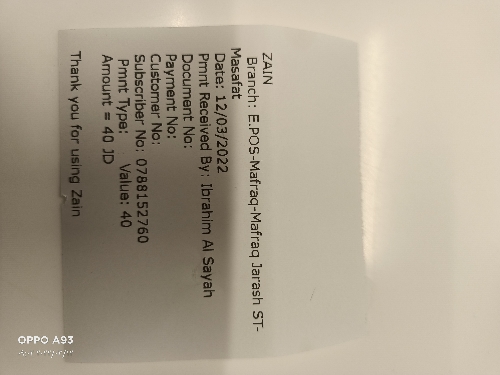 ZAIN
Branch: E.POS-Mafraq-Mafraq Jarash ST-
Masafat
Date: 12/03/2022
Pmnt Received By: Ibrahim Al Sayah
Document No:
Payment No:
Customer No:
Subscriber No: 0788152760
Pmnt Type: Value: 40
Amount = 40 JD
Thank you for using Zain
OPPO A93